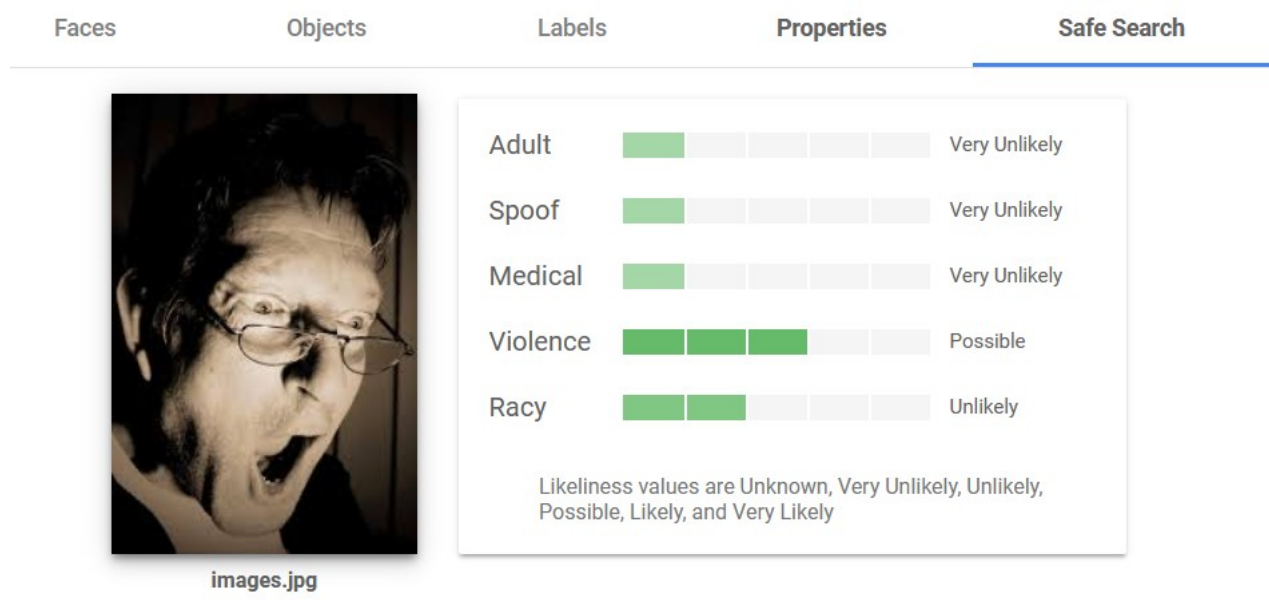 Faces Objects Labels Properties Safe Search
Adult Very Unlikely
Spoof Very Unlikely
Medical Very Unlikely
Violence Possible
Racy Unlikely
Likeliness values are Unknown, Very Unlikely, Unlikely,
Possible, Likely, and Very Likely
images.jpg